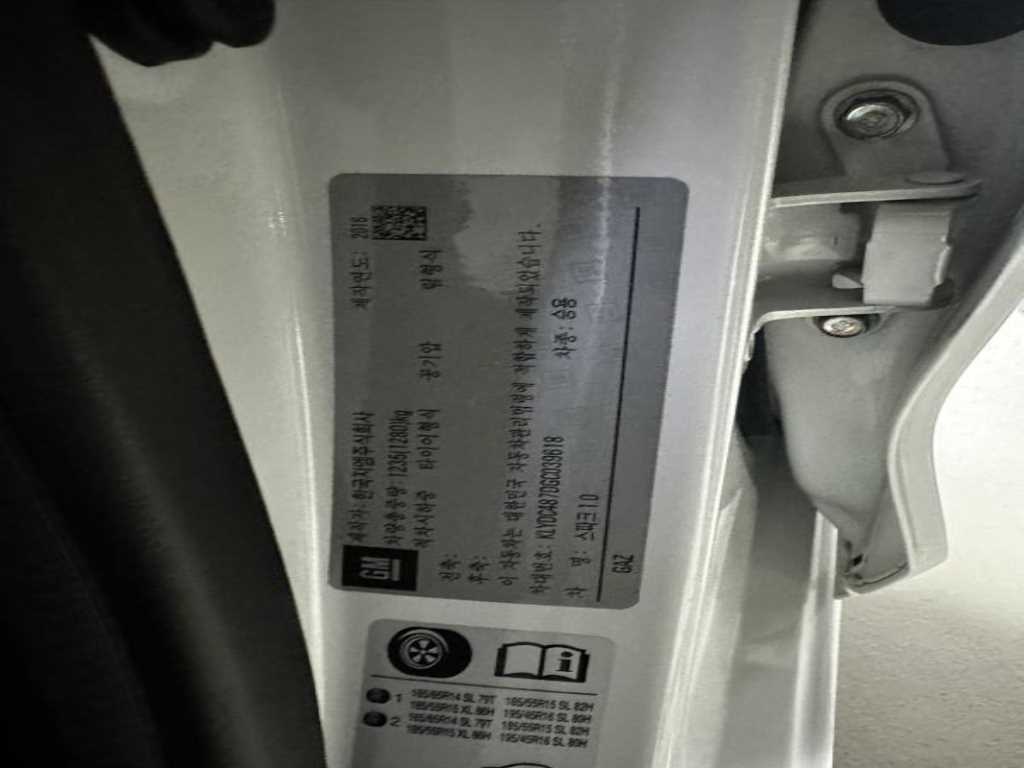 GM
제작자: 한국지엠주식회사 제작연도: 2016
차량총중량: 1235(1280)kg
적차시하중 타이어형식 공기압 림형식
전축:
후축:
이 자동차는 대한민국 자동차관리법령에 적합하게 제작되었습니다.
차대번호: KLYDCA87DGC039618 차종: 승용
차 명: 스파크1.0
GAZ
1 165/65R14 SL 79T 185/55R15 SL 82H
185/55R15 XL 86H 195/45R16 SL 80H
2 165/65R14 SL 79T 185/55R15 SL 82H
185/55R15 XL 86H 195/45R16 SL 80H